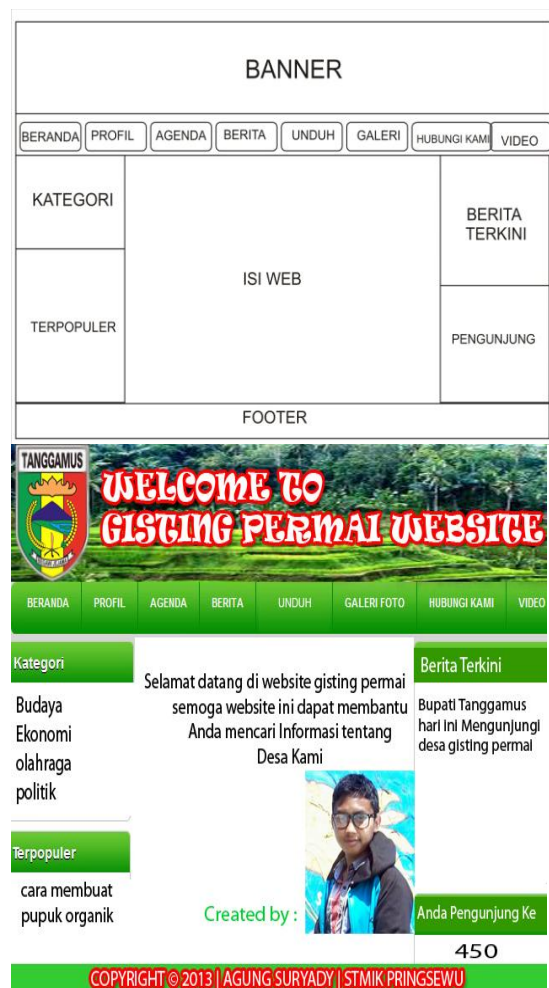 BANNER
BERANDA PROFIL AGENDA BERITA UNDUH GALERI HUBUNGI KAMI VIDEO
KATEGORI
TERPOPULER
ISI WEB
BERITA
TERKINI
PENGUNJUNG
FOOTER
TANGGAMUS
WELCOME TO
GISTING PERMAI WEBSITE
BERANDA PROFIL AGENDA BERITA UNDUH GALERI FOTO HUBUNGI KAMI VIDEO
Kategori
Budaya
Ekonomi
olahraga
politik
Terpopuler
cara membuat
pupuk organik
Selamat datang di website gisting permai
semoga website ini dapat membantu
Anda mencari Informasi tentang
Desa Kami
Created by :
Berita Terkini
Bupati Tanggamus
hari ini Mengunjungi
desa gisting permai
Anda Pengunjung Ke
450
COPYRIGHT © 2013 | AGUNG SURYADY | STMIK PRINGSEWU